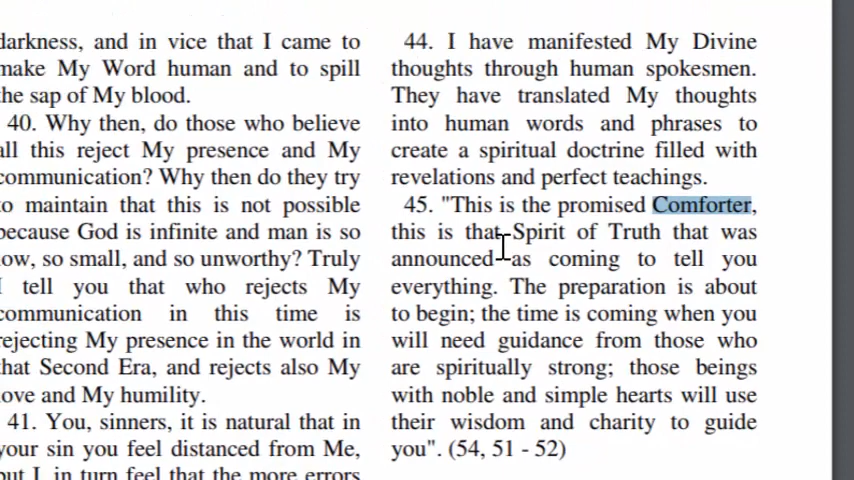 darkness, and in vice that I came to
make My Word human and to spill
the sap of My blood.
40. Why then, do those who believe
all this reject My presence and My
communication? Why then do they try
to maintain that this is not possible
because God is infinite and man is so
low, so small, and so unworthy? Truly
I tell you that who rejects My
communication in this time is
rejecting My presence in the world in
that Second Era, and rejects also My
love and My humility.
41. You, sinners, it is natural that in
your sin you feel distanced from Me,
but I, in turn feel that the more errors
44. I have manifested My Divine
thoughts through human spokesmen.
They have translated My thoughts
into human words and phrases to
create a spiritual doctrine filled with
revelations and perfect teachings.
45. "This is the promised Comforter,
this is that Spirit of Truth that was
announced as coming to tell you
everything. The preparation is about
to begin; the time is coming when you
will need guidance from those who
are spiritually strong; those beings
with noble and simple hearts will use
their wisdom and charity to guide
you". (54, 51 - 52)